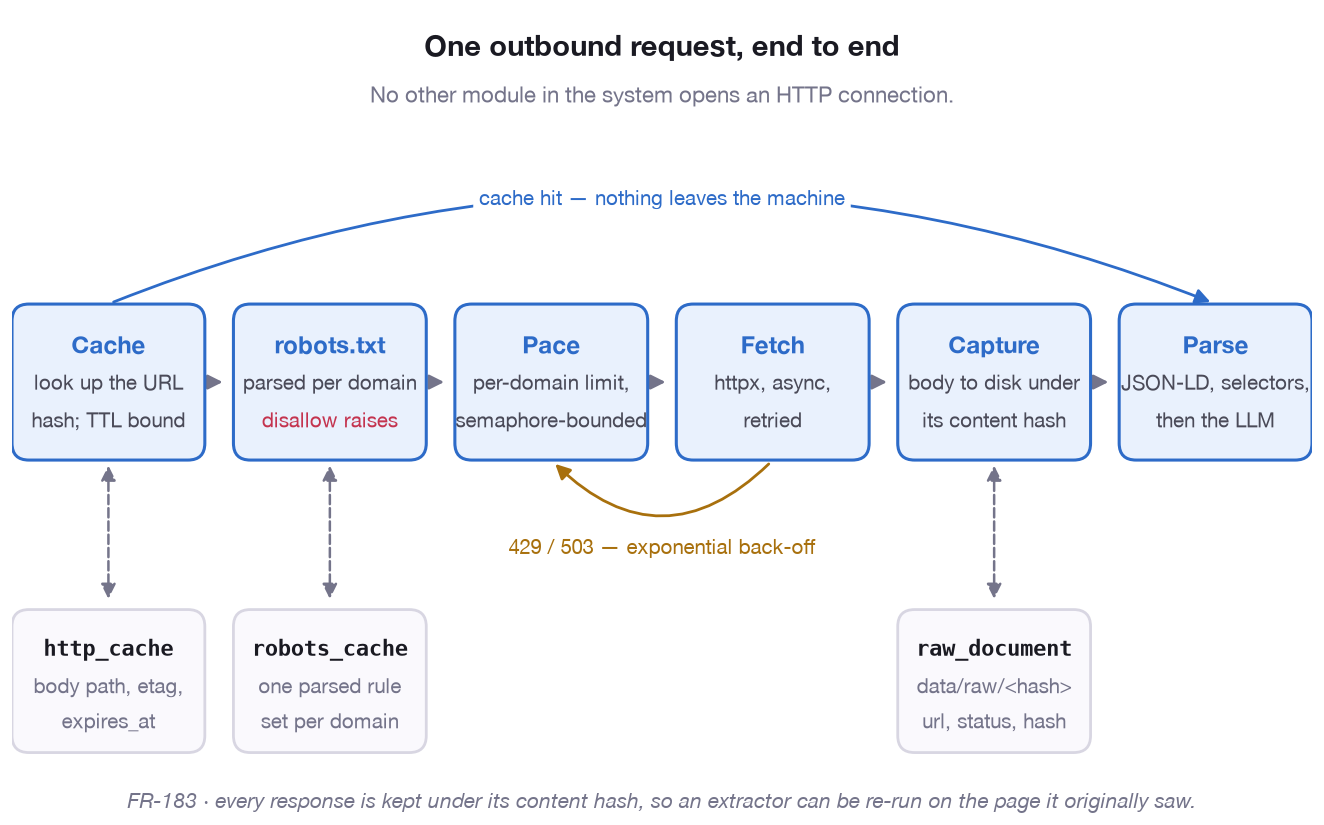 One outbound request, end to end
No other module in the system opens an HTTP connection.
cache hit — nothing leaves the machine
Cache
look up the URL
hash; TTL bound
robots.txt
parsed per domain
disallow raises
Pace
per-domain limit,
semaphore-bounded
Fetch
httpx, async,
retried
Capture
body to disk under
its content hash
Parse
JSON-LD, selectors,
then the LLM
429 / 503 — exponential back-off
http_cache
body path, etag,
expires_at
robots_cache
one parsed rule
set per domain
raw_document
data/raw/<hash>
url, status, hash
FR-183 · every response is kept under its content hash, so an extractor can be re-run on the page it originally saw.